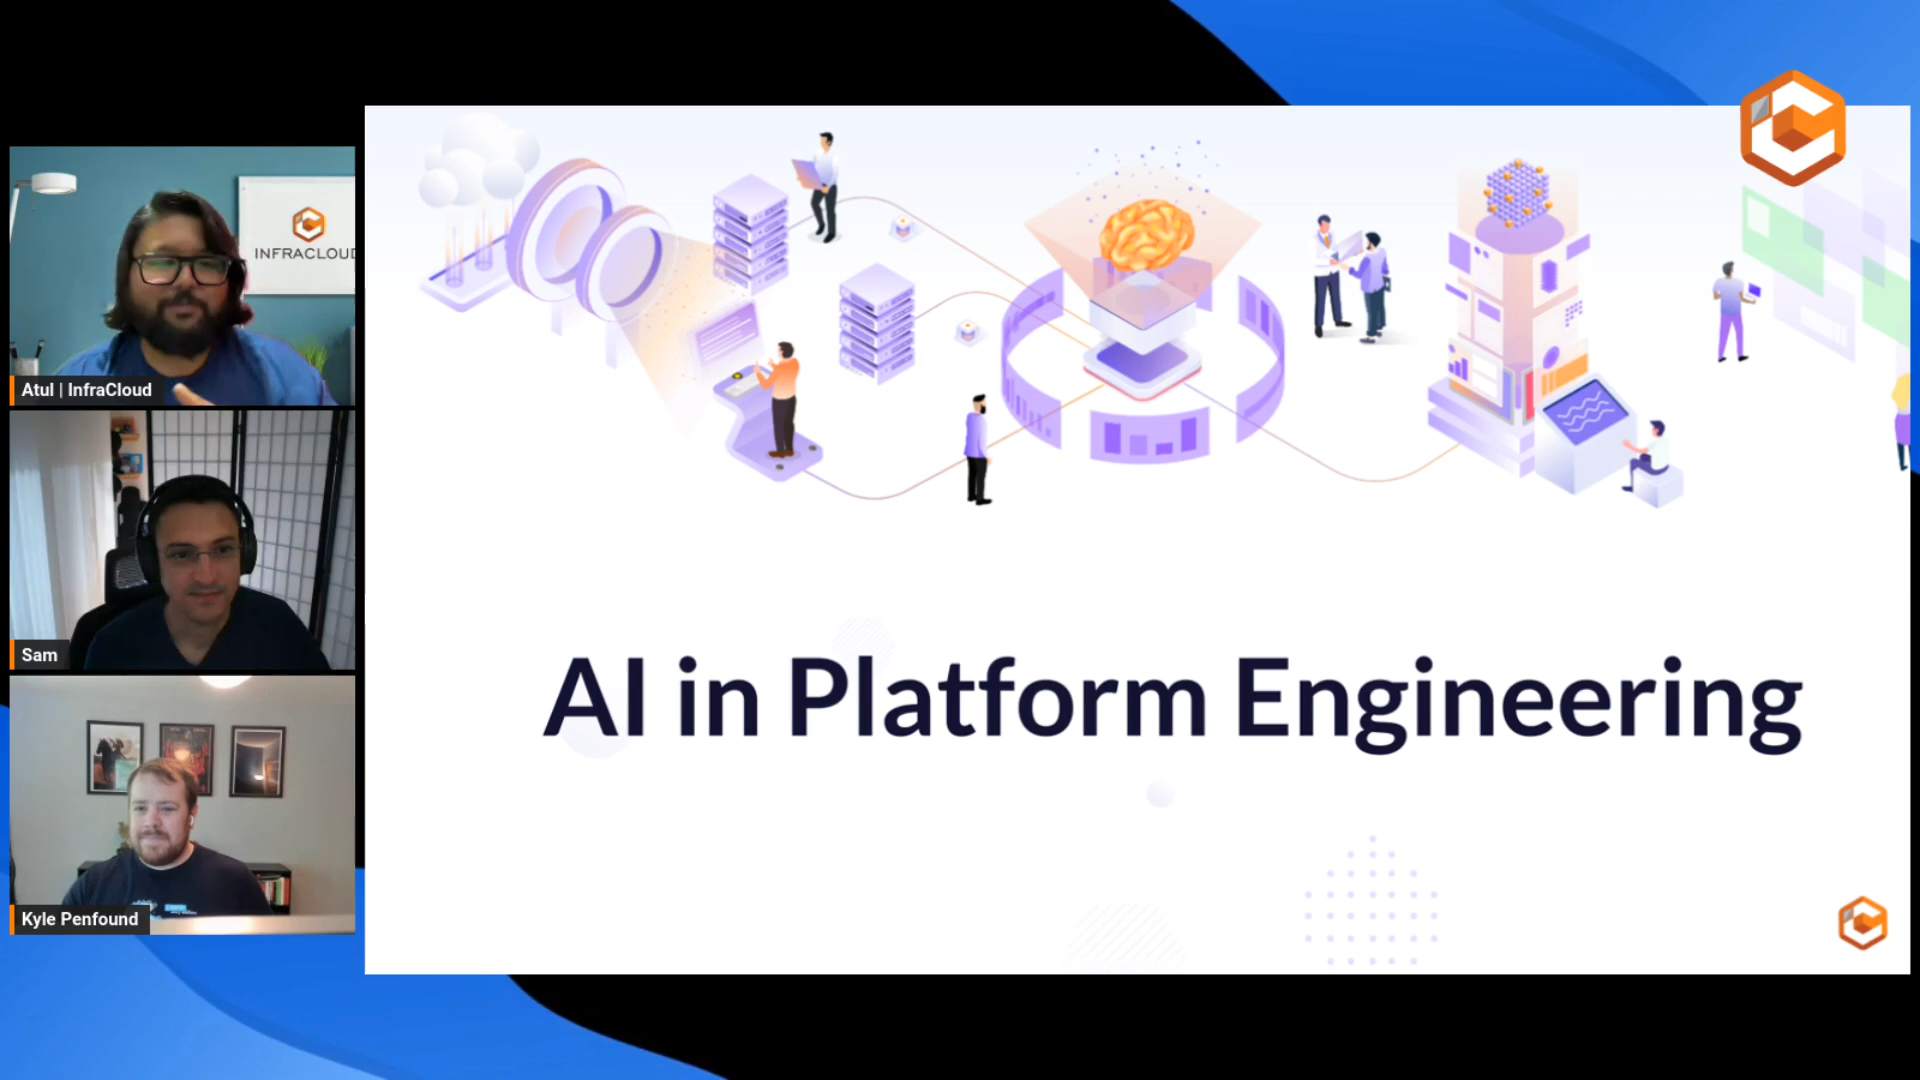 INFRACLOUD
Atul | InfraCloud
Sam
Kyle Penfound
AI in Platform Engineering